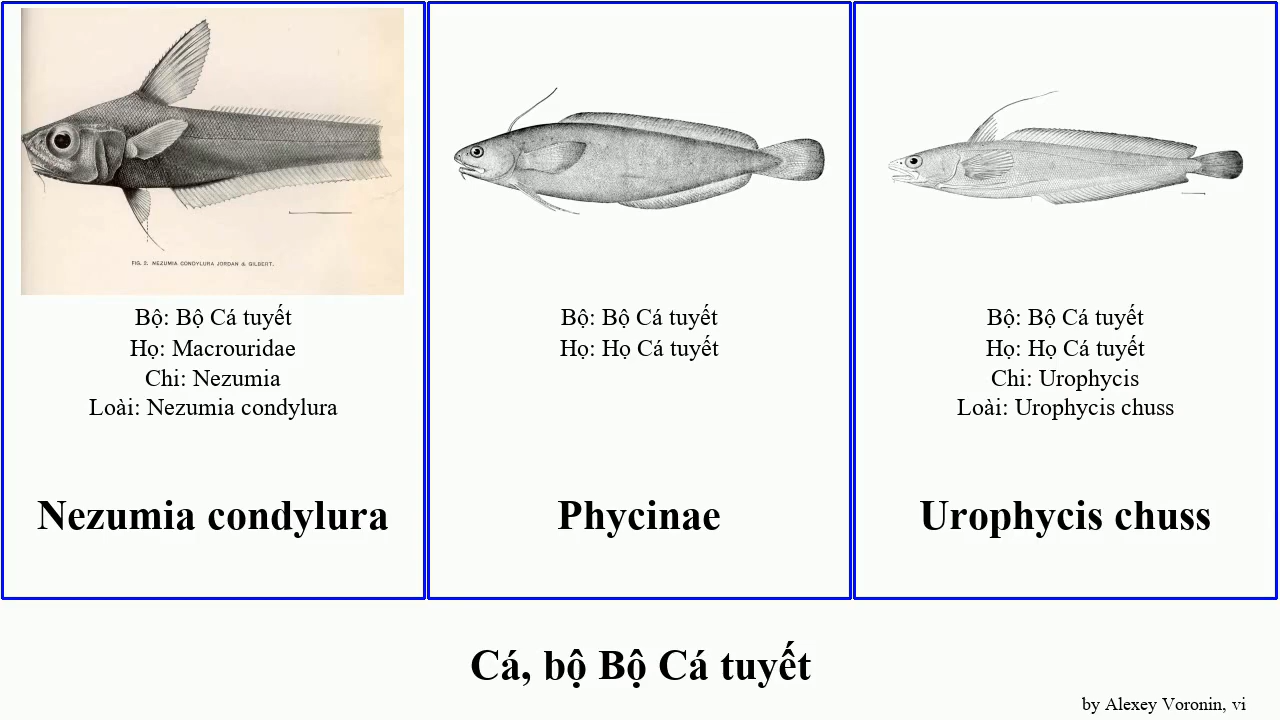 FIG. 2. NEZUMIA CONDYLURA JORDAN & GILBERT.
Bộ: Bộ Cá tuyết
Họ: Macrouridae
Chi: Nezumia
Loài: Nezumia condylura
Nezumia condylura
Bộ: Bộ Cá tuyết
Họ: Họ Cá tuyết
Phycinae
Bộ: Bộ Cá tuyết
Họ: Họ Cá tuyết
Chi: Urophycis
Loài: Urophycis chuss
Urophycis chuss
Cá, bộ Bộ Cá tuyết
by Alexey Voronin, vi